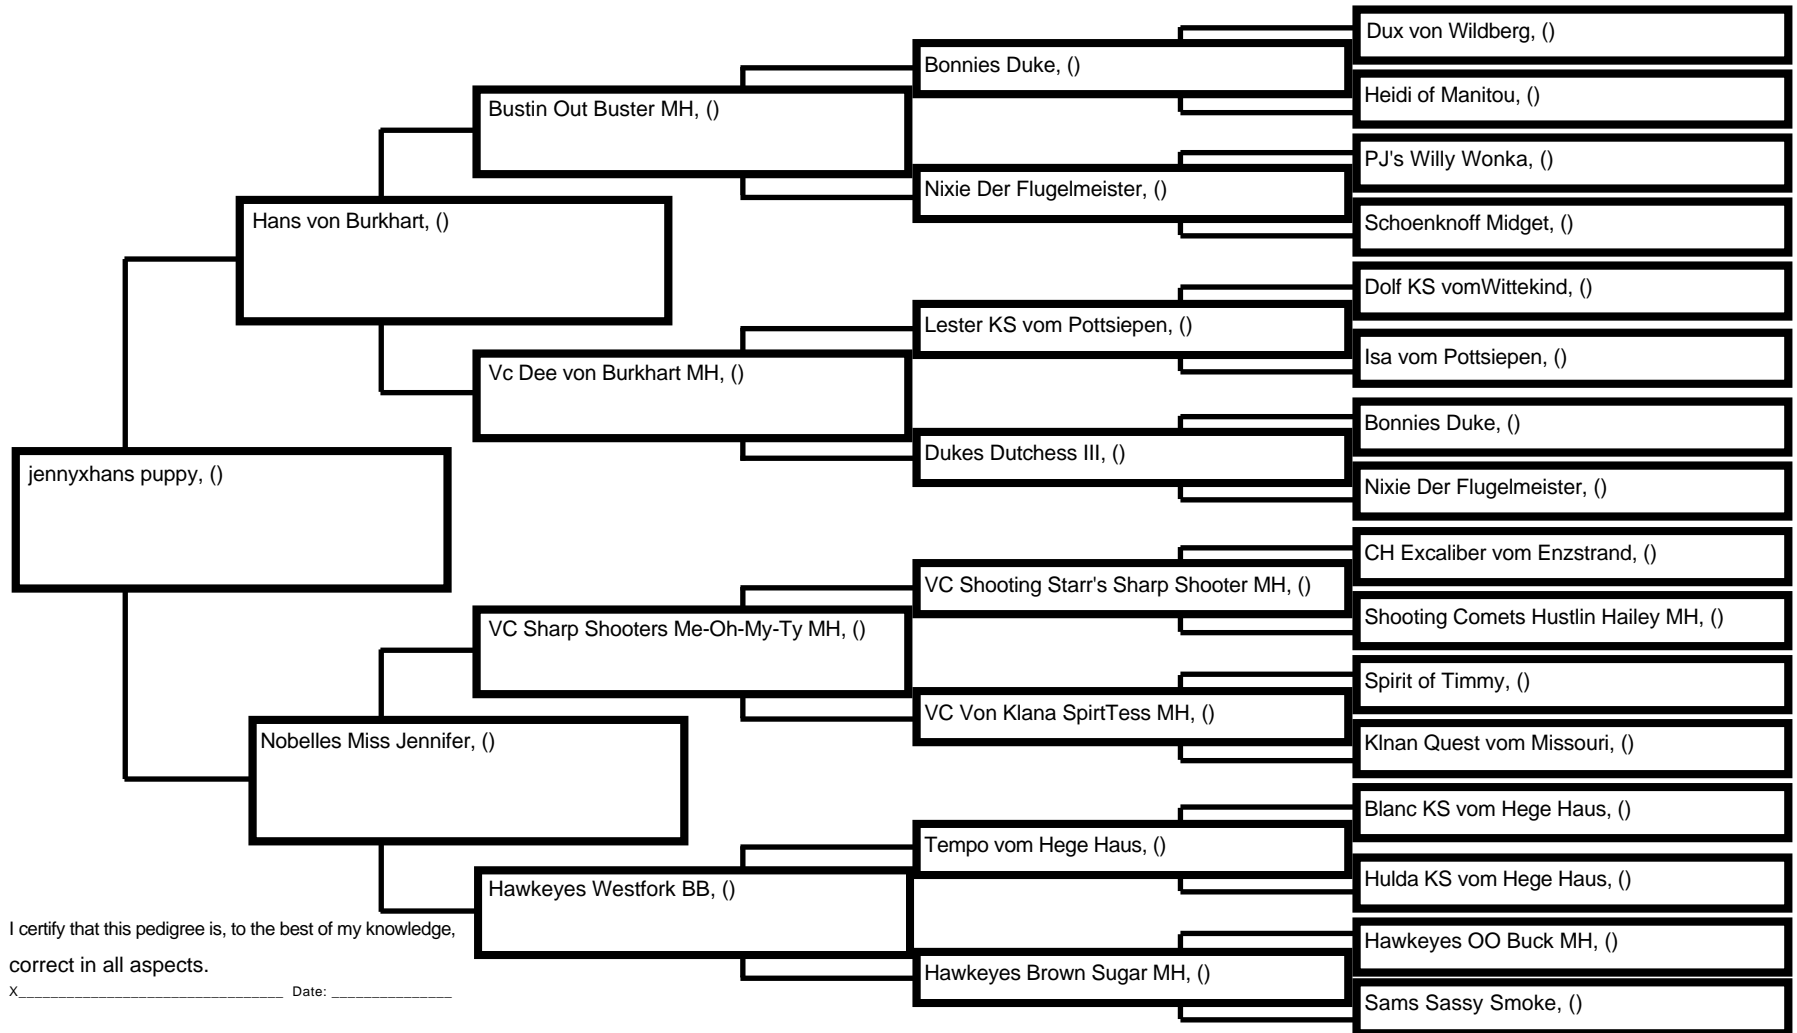 Dux von Wildberg, ()
Bonnies Duke, ()
Heidi of Manitou, ()
Bustin Out Buster MH, ()
PJ's Willy Wonka, ()
Nixie Der Flugelmeister, ()
Schoenknoff Midget, ()
Hans von Burkhart, ()
Dolf KS vomWittekind, ()
Lester KS vom Pottsiepen, ()
Isa vom Pottsiepen, ()
Vc Dee von Burkhart MH, ()
Bonnies Duke, ()
Dukes Dutchess III, ()
Nixie Der Flugelmeister, ()
jennyxhans puppy, ()
CH Excaliber vom Enzstrand, ()
VC Shooting Starr's Sharp Shooter MH, ()
Shooting Comets Hustlin Hailey MH, ()
VC Sharp Shooters Me-Oh-My-Ty MH, ()
Spirit of Timmy, ()
VC Von Klana SpirtTess MH, ()
Klnan Quest vom Missouri, ()
Nobelles Miss Jennifer, ()
Blanc KS vom Hege Haus, ()
Tempo vom Hege Haus, ()
Hulda KS vom Hege Haus, ()
Hawkeyes Westfork BB, ()
Hawkeyes OO Buck MH, ()
Hawkeyes Brown Sugar MH, ()
Sams Sassy Smoke, ()
I certify that this pedigree is, to the best of my knowledge,
correct in all aspects.
X_________________________________ Date: _______________